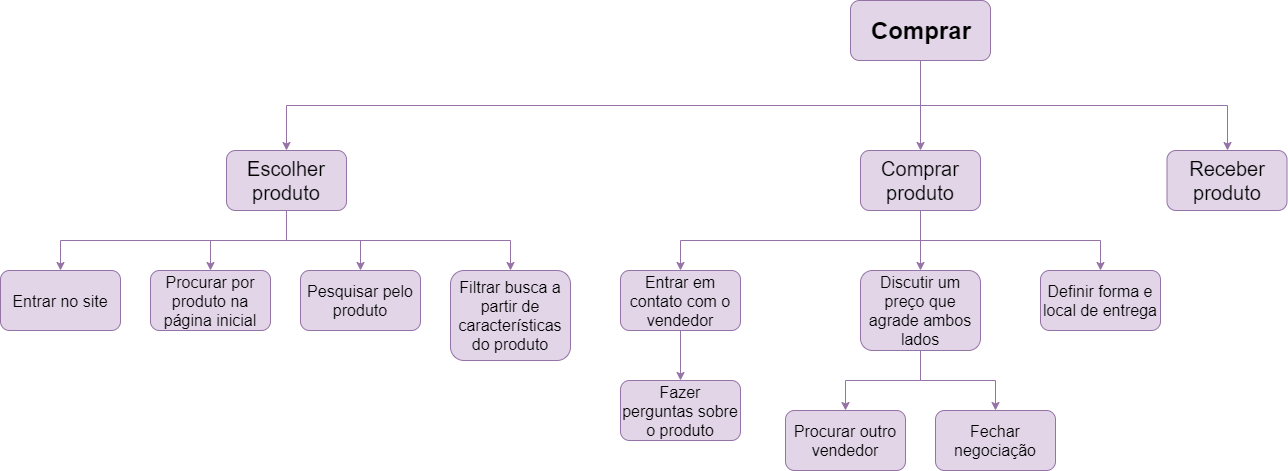 Comprar
Escolher
produto
Comprar
produto
Receber
produto
Entrar no site
Procurar por
produto na
página inicial
Pesquisar pelo
produto
Filtrar busca a
partir de
características
do produto
Entrar em
contato com o
vendedor
Discutir um
preço que
agrade ambos
lados
Definir forma e
local de entrega
Fazer
perguntas sobre
o produto
Procurar outro
vendedor
Fechar
negociação